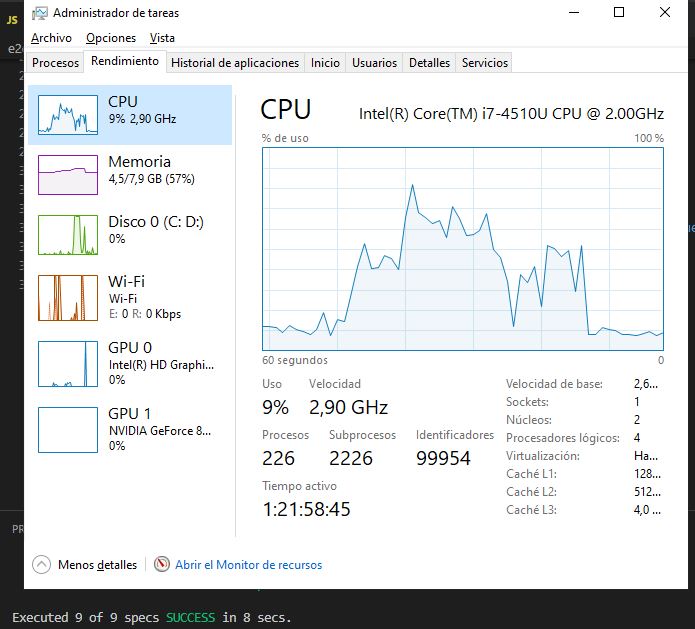 JS
Administrador de tareas
Archivo Opciones Vista
Procesos Rendimiento Historial de aplicaciones Inicio Usuarios Detalles Servicios
CPU
9% 2,90 GHz
Memoria
4,5/7,9 GB (57%)
Disco 0 (C: D:)
0%
Wi-Fi
Wi-Fi
E: 0 R: 0 Kbps
GPU 0
Intel(R) HD Graphi...
0%
GPU 1
NVIDIA GeForce 8...
0%
CPU Intel(R) Core(TM) i7-4510U CPU @ 2.00GHz
% de uso 100 %
60 segundos 0
Uso Velocidad
9% 2,90 GHz
Procesos Subprocesos Identificadores
226 2226 99954
Tiempo activo
1:21:58:45
Velocidad de base: 2,6...
Sockets: 1
Núcleos: 2
Procesadores lógicos: 4
Virtualización: Ha...
Caché L1: 128...
Caché L2: 512...
Caché L3: 4,0 ...
Menos detalles Abrir el Monitor de recursos
Executed 9 of 9 specs SUCCESS in 8 secs.